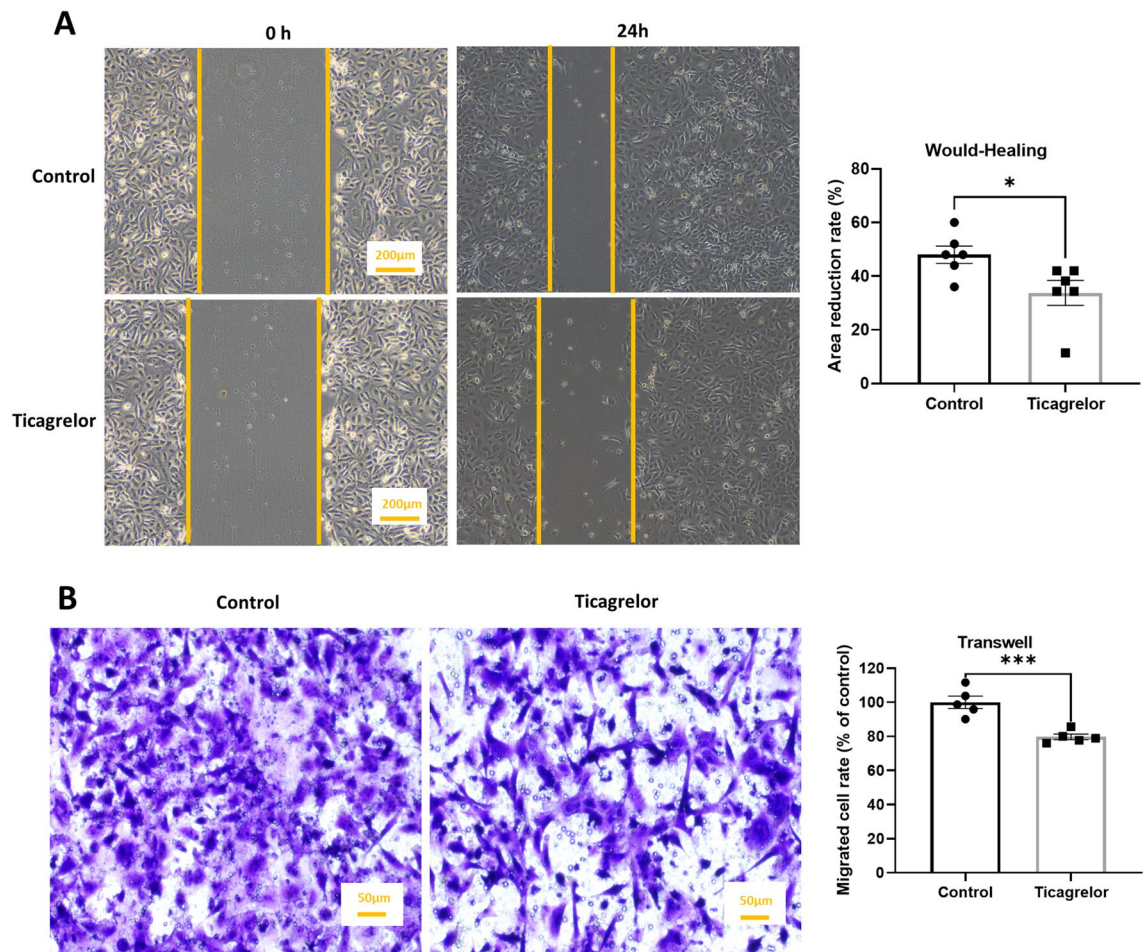 A
0 h
24h
Control
200μm
Ticagrelor
200μm
Would-Healing
*
Area reduction rate (%)
80
60
40
20
0
Control
Ticagrelor
B
Control
Ticagrelor
50μm
50μm
Transwell
***
Migrated cell rate (% of control)
120
100
80
60
40
20
0
Control
Ticagrelor